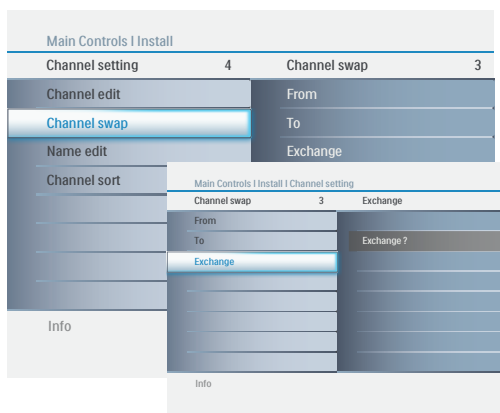 Main Controls I Install
Channel setting 4 Channel swap 3
Channel edit From
Channel swap To
Name edit Exchange
Channel sort
Info
Main Controls I Install I Channel setting
Channel swap 3 Exchange
From
To Exchange ?
Exchange
Info